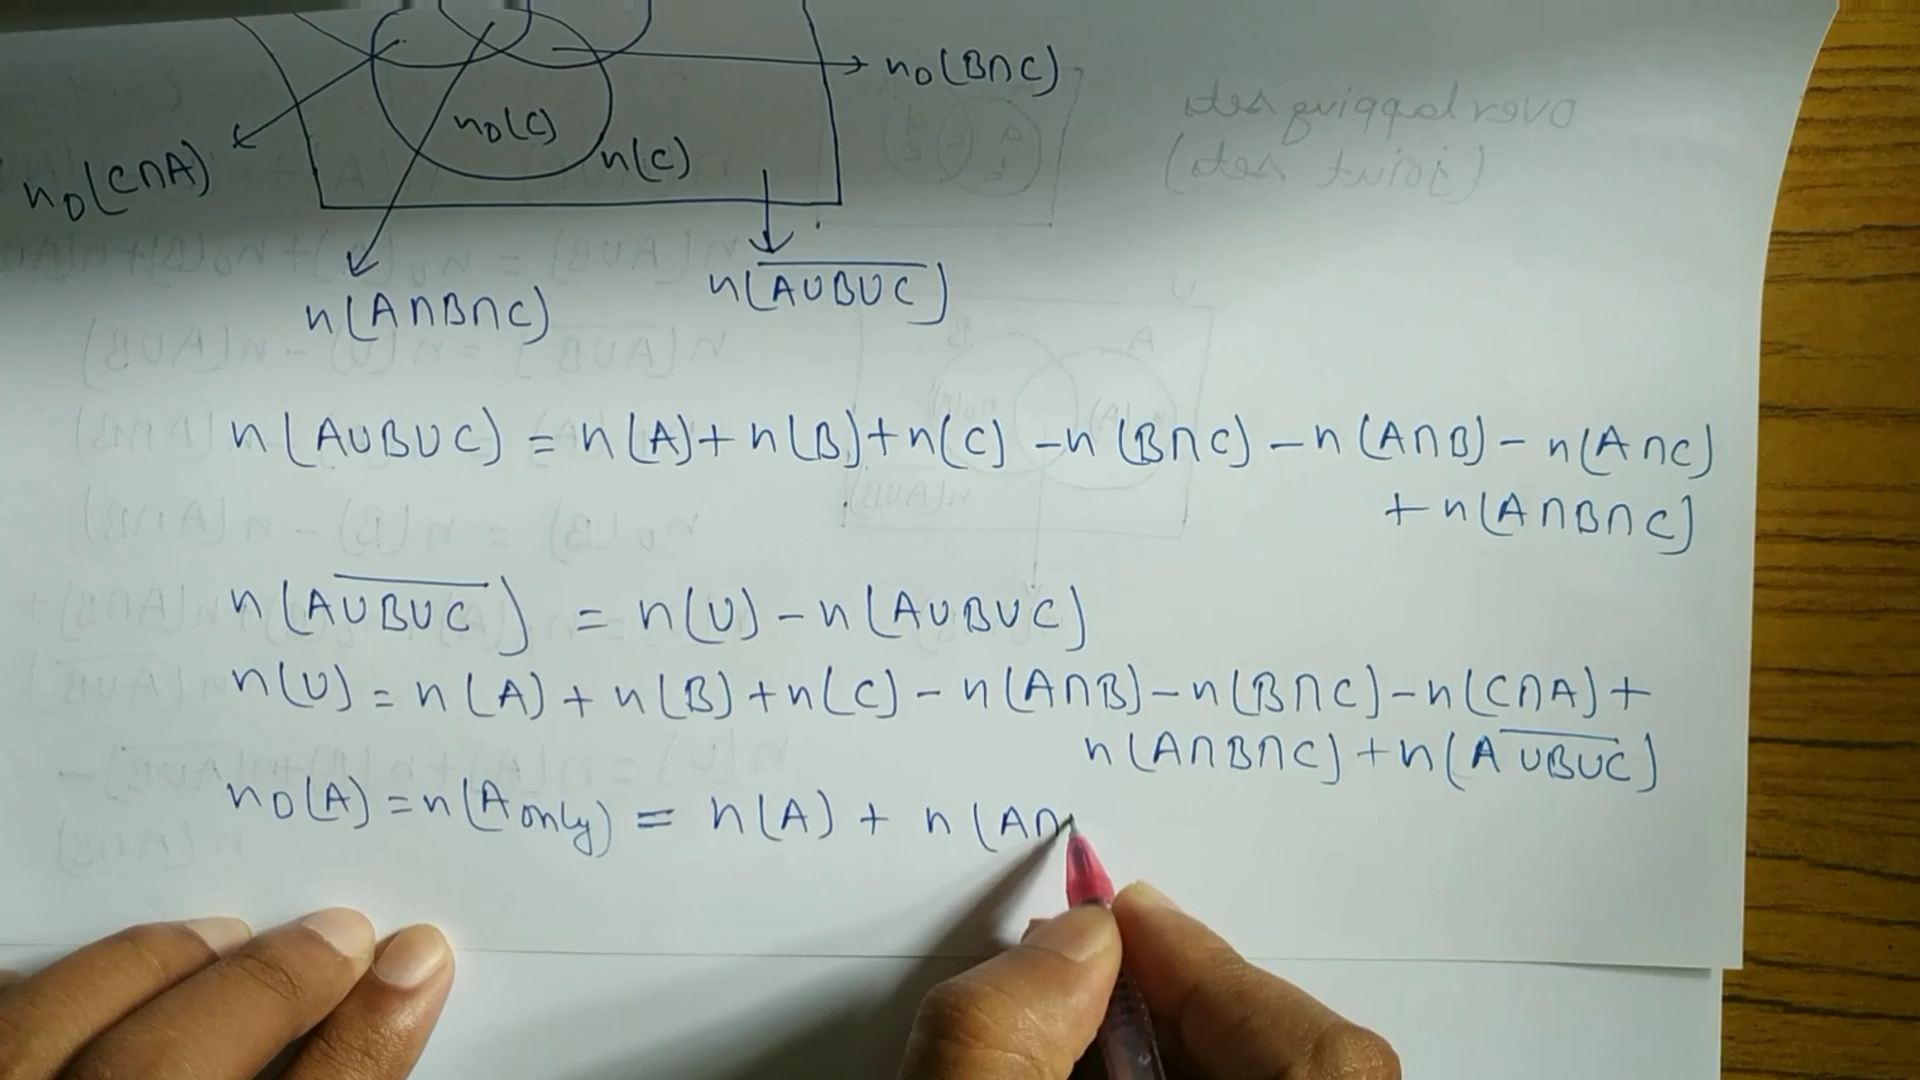 n₀(B∩C)
n₀(C)
n(C)
n₀(C∩A)
n(A∩B∩C)
n(A̅∪̅B̅∪̅C̅)
n(A∪B∪C) = n(A) + n(B) + n(C) - n(B∩C) - n(A∩B) - n(A∩C)
+ n(A∩B∩C)
n(A̅∪̅B̅∪̅C̅) = n(U) - n(A∪B∪C)
n(U) = n(A) + n(B) + n(C) - n(A∩B) - n(B∩C) - n(C∩A) +
n(A∩B∩C) + n(A̅∪̅B̅∪̅C̅)
n₀(A) = n(A only) = n(A) + n(A∩